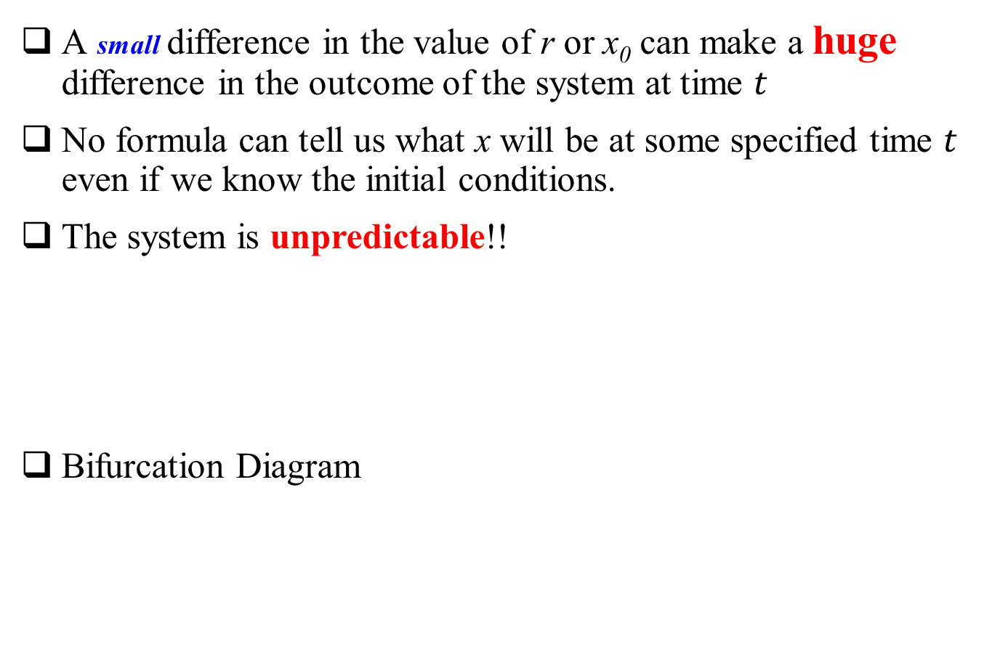 ❑ A small difference in the value of r or x₀ can make a huge
difference in the outcome of the system at time t
❑ No formula can tell us what x will be at some specified time t
even if we know the initial conditions.
❑ The system is unpredictable!!
❑ Bifurcation Diagram